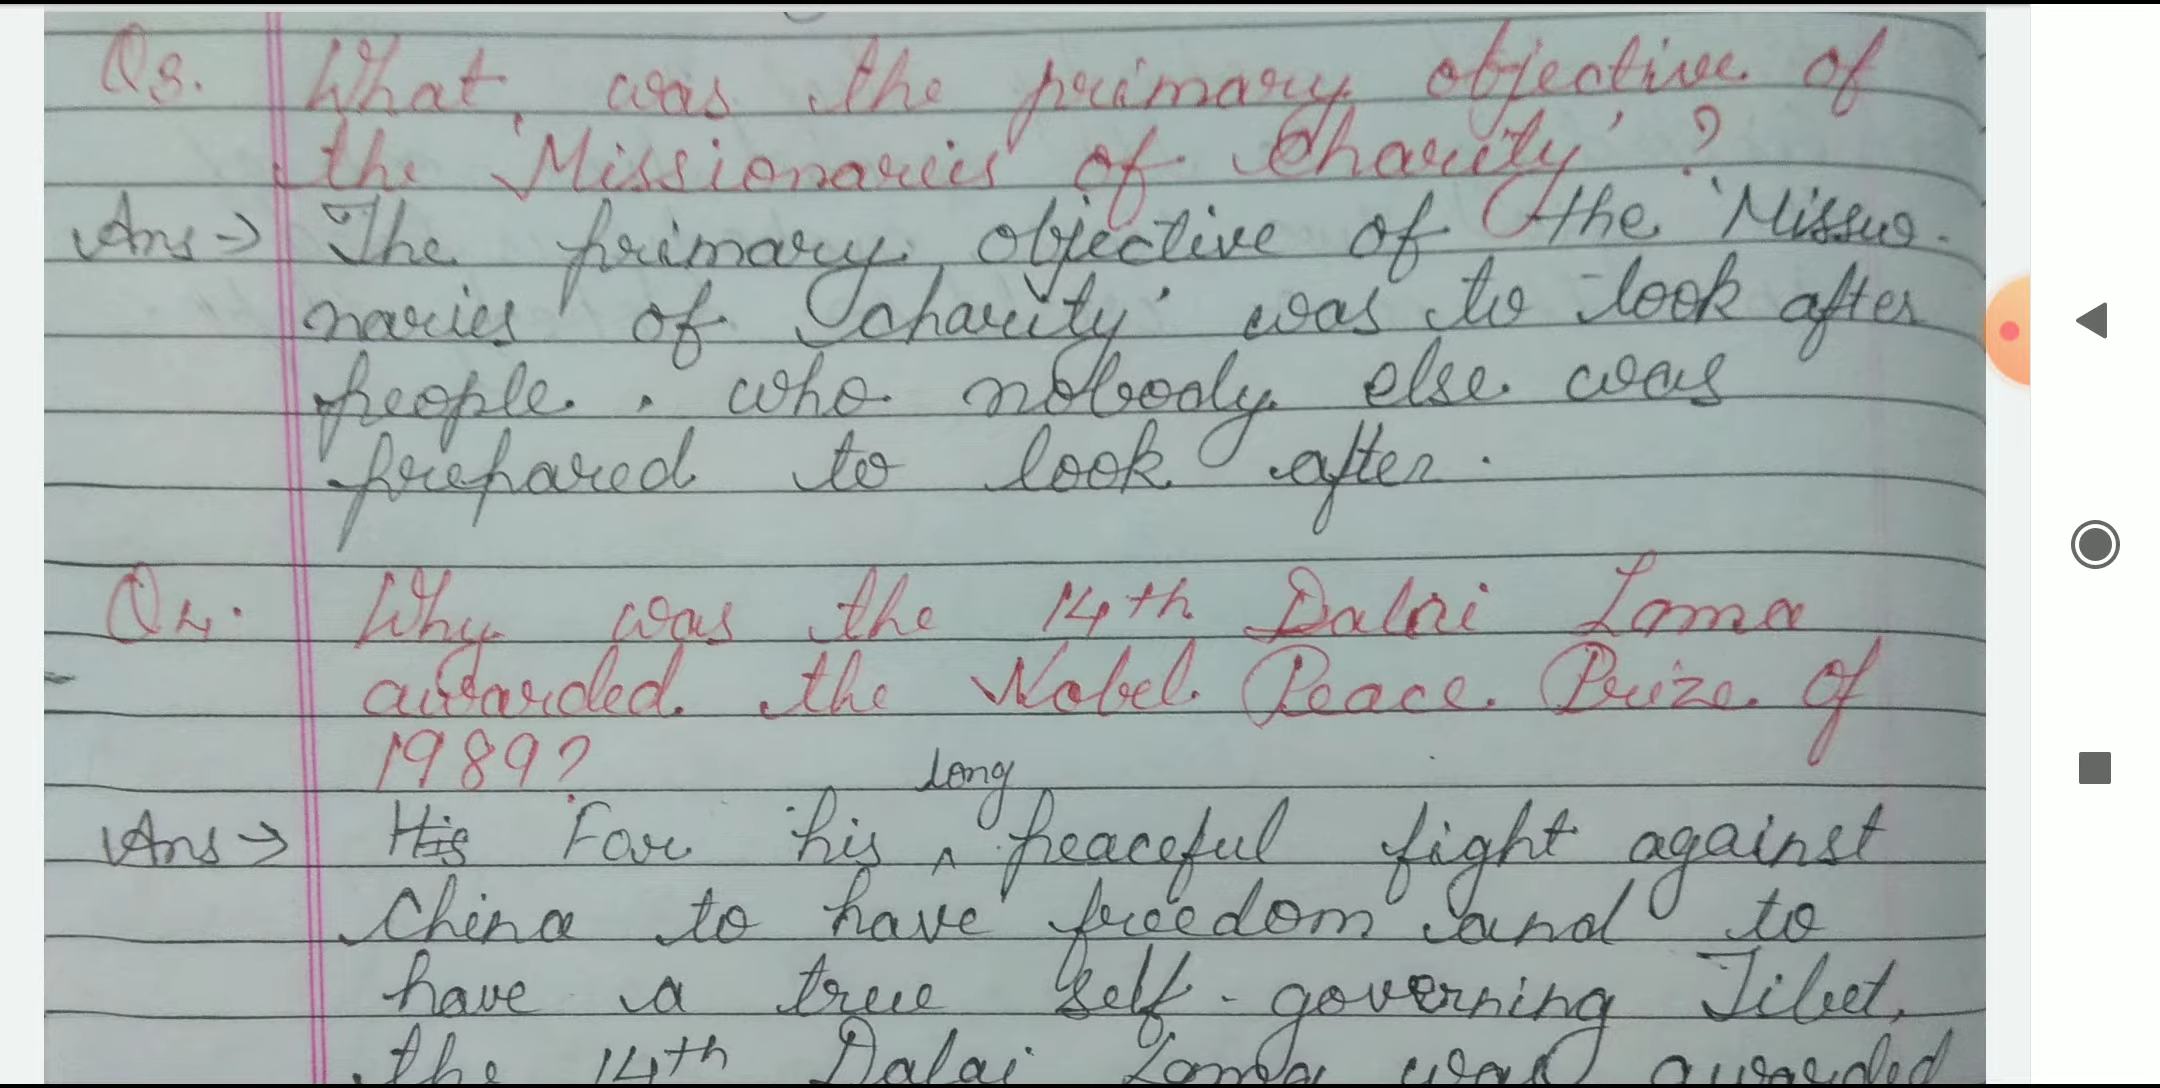 Q3. What was the primary objective of
the 'Missionaries of Charity'?
Ans → The primary objective of the 'Missio-
naries of charity' was to look after
people who nobody else was
prepared to look after.
Q4. Why was the 14th Dalai Lama
awarded the Nobel Peace Prize of
1989?
long
Ans → His For his ^ peaceful fight against
China to have freedom and to
have a true self-governing Tibet,
the 14th Dalai Lama was awarded